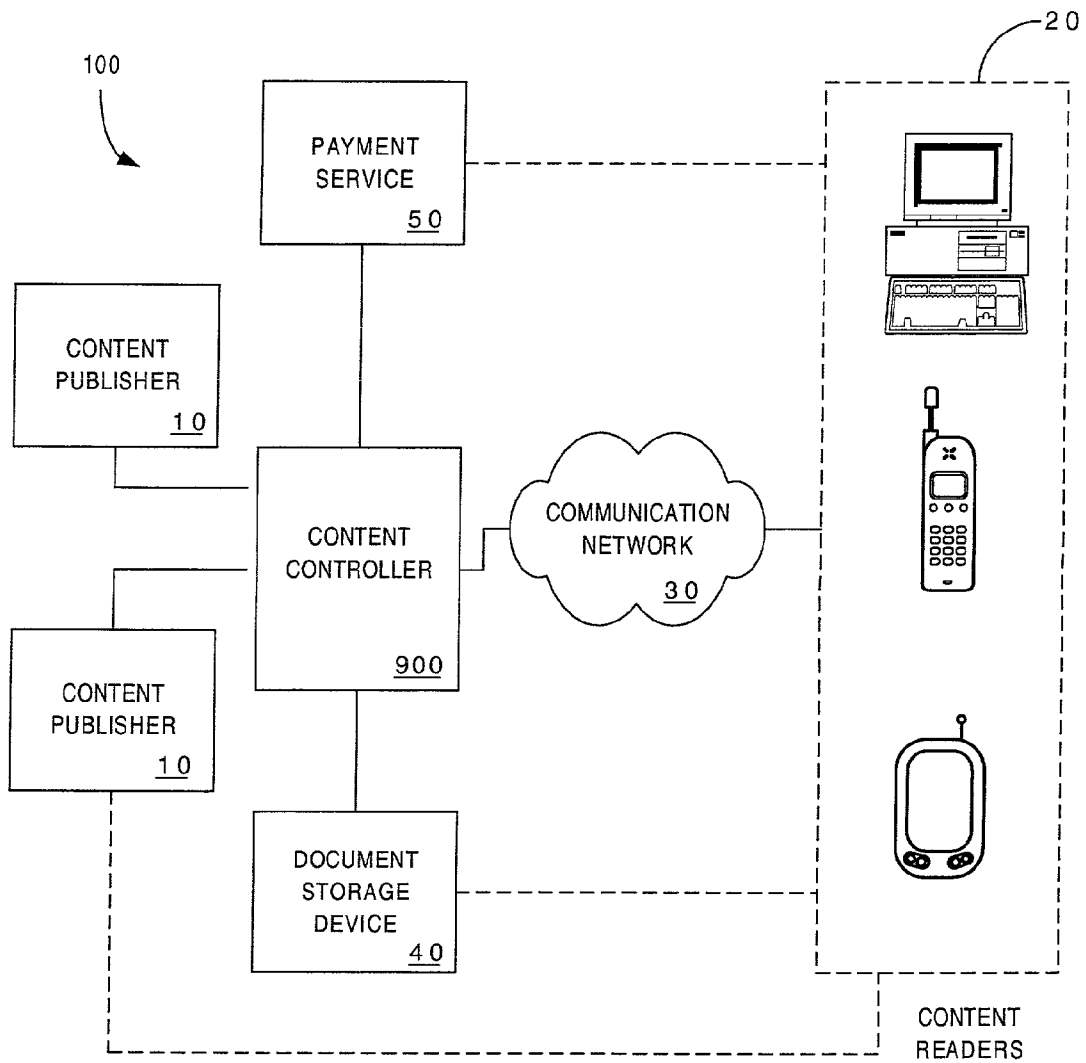 20
100
PAYMENT
SERVICE
50
CONTENT
PUBLISHER
10
CONTENT
CONTROLLER
900
COMMUNICATION
NETWORK
30
CONTENT
PUBLISHER
10
DOCUMENT
STORAGE
DEVICE
40
CONTENT
READERS